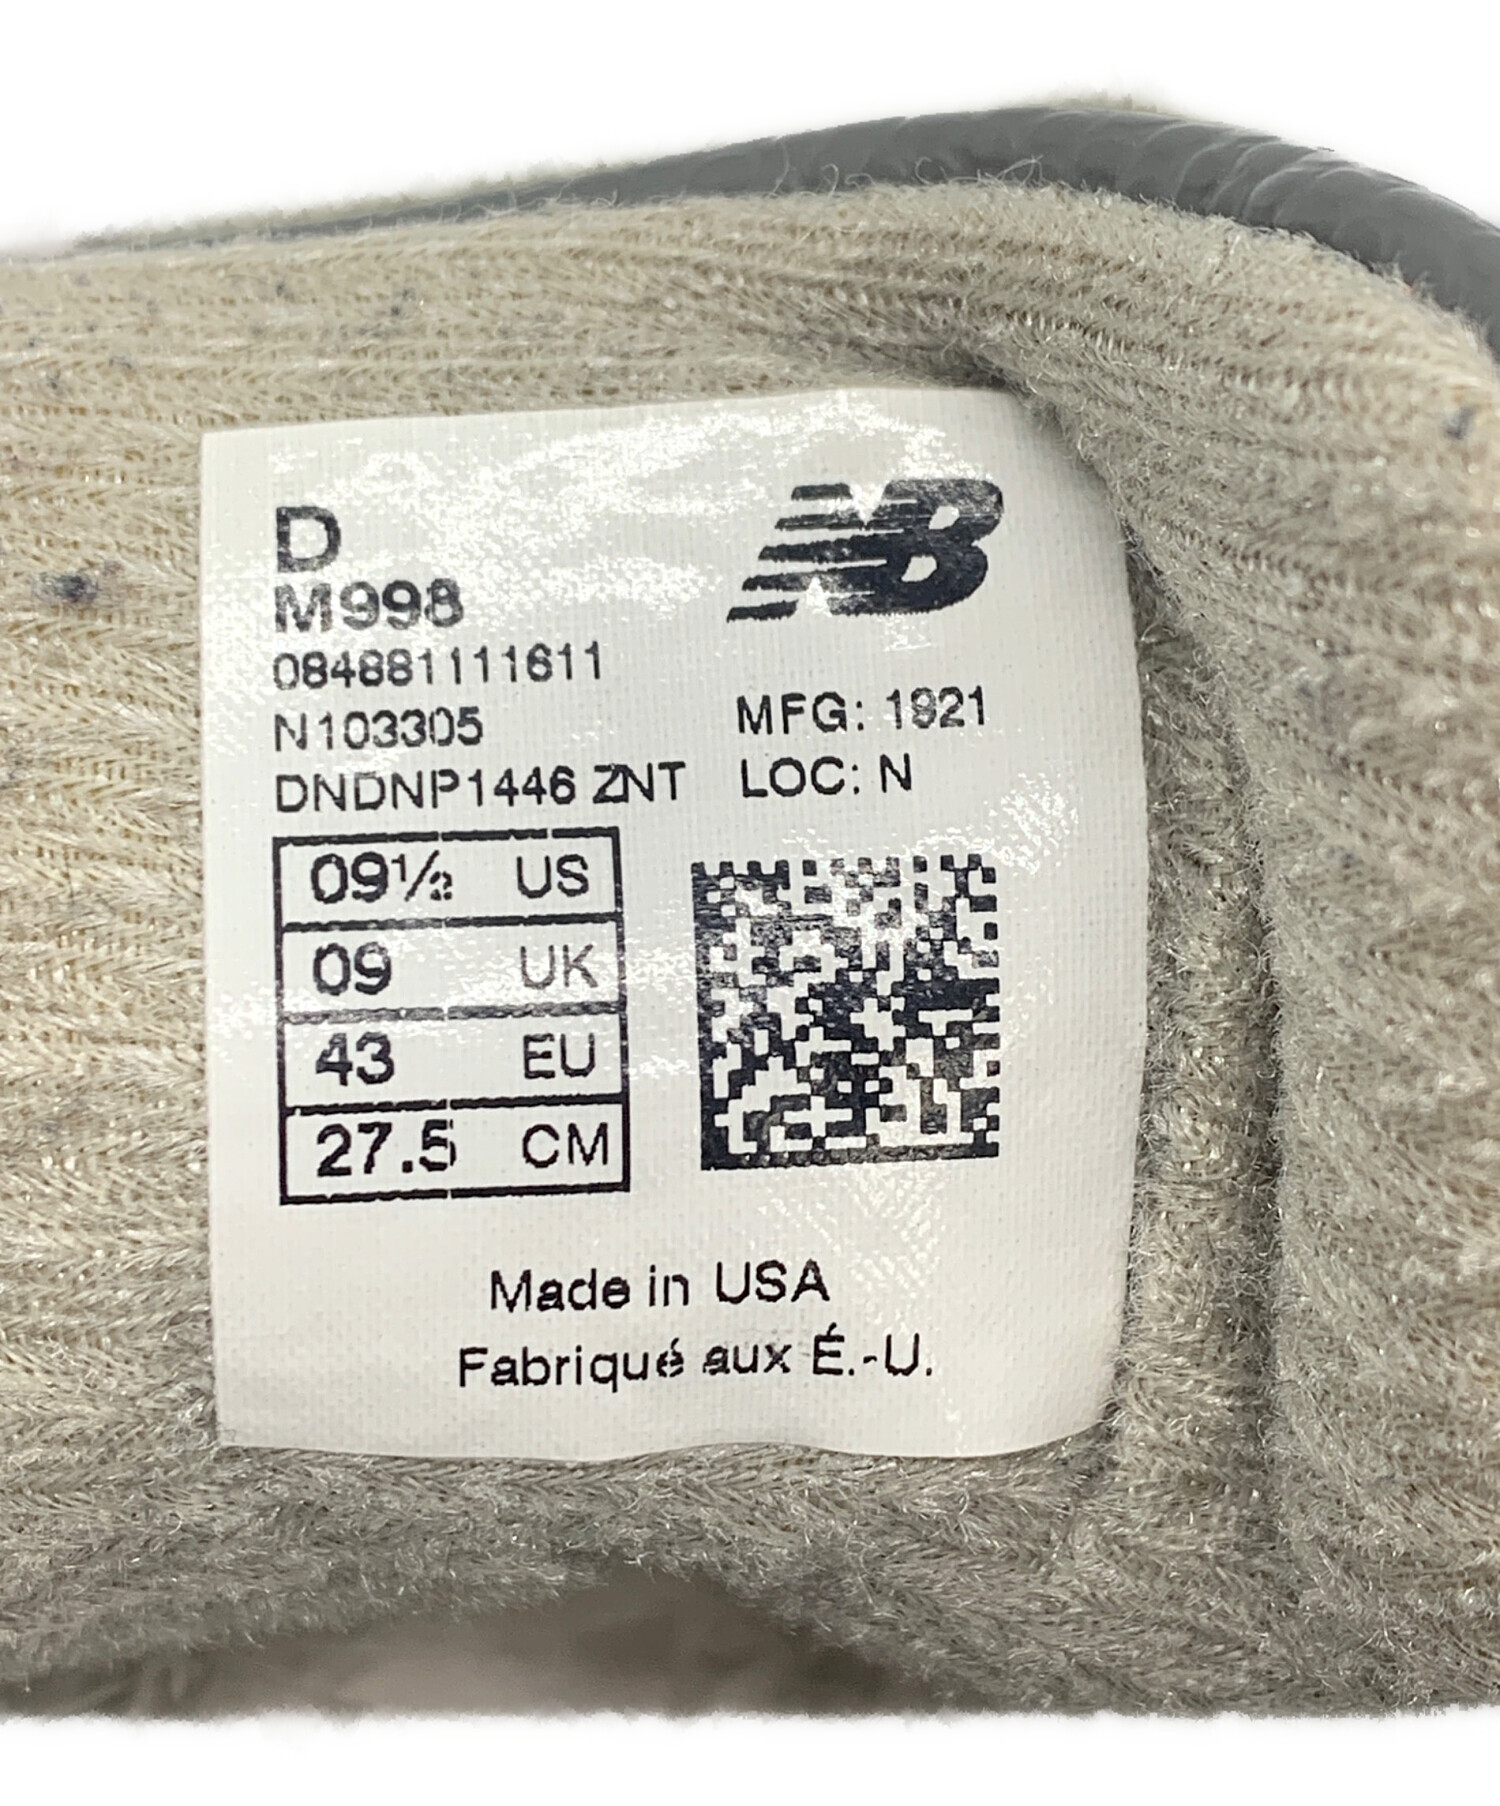 D
NB
M998
084881111611
N103305
MFG: 1921
DNDNP1446 ZNT
LOC: N
09½ US
09 UK
43 EU
27.5 CM
Made in USA
Fabriqué aux É.-U.